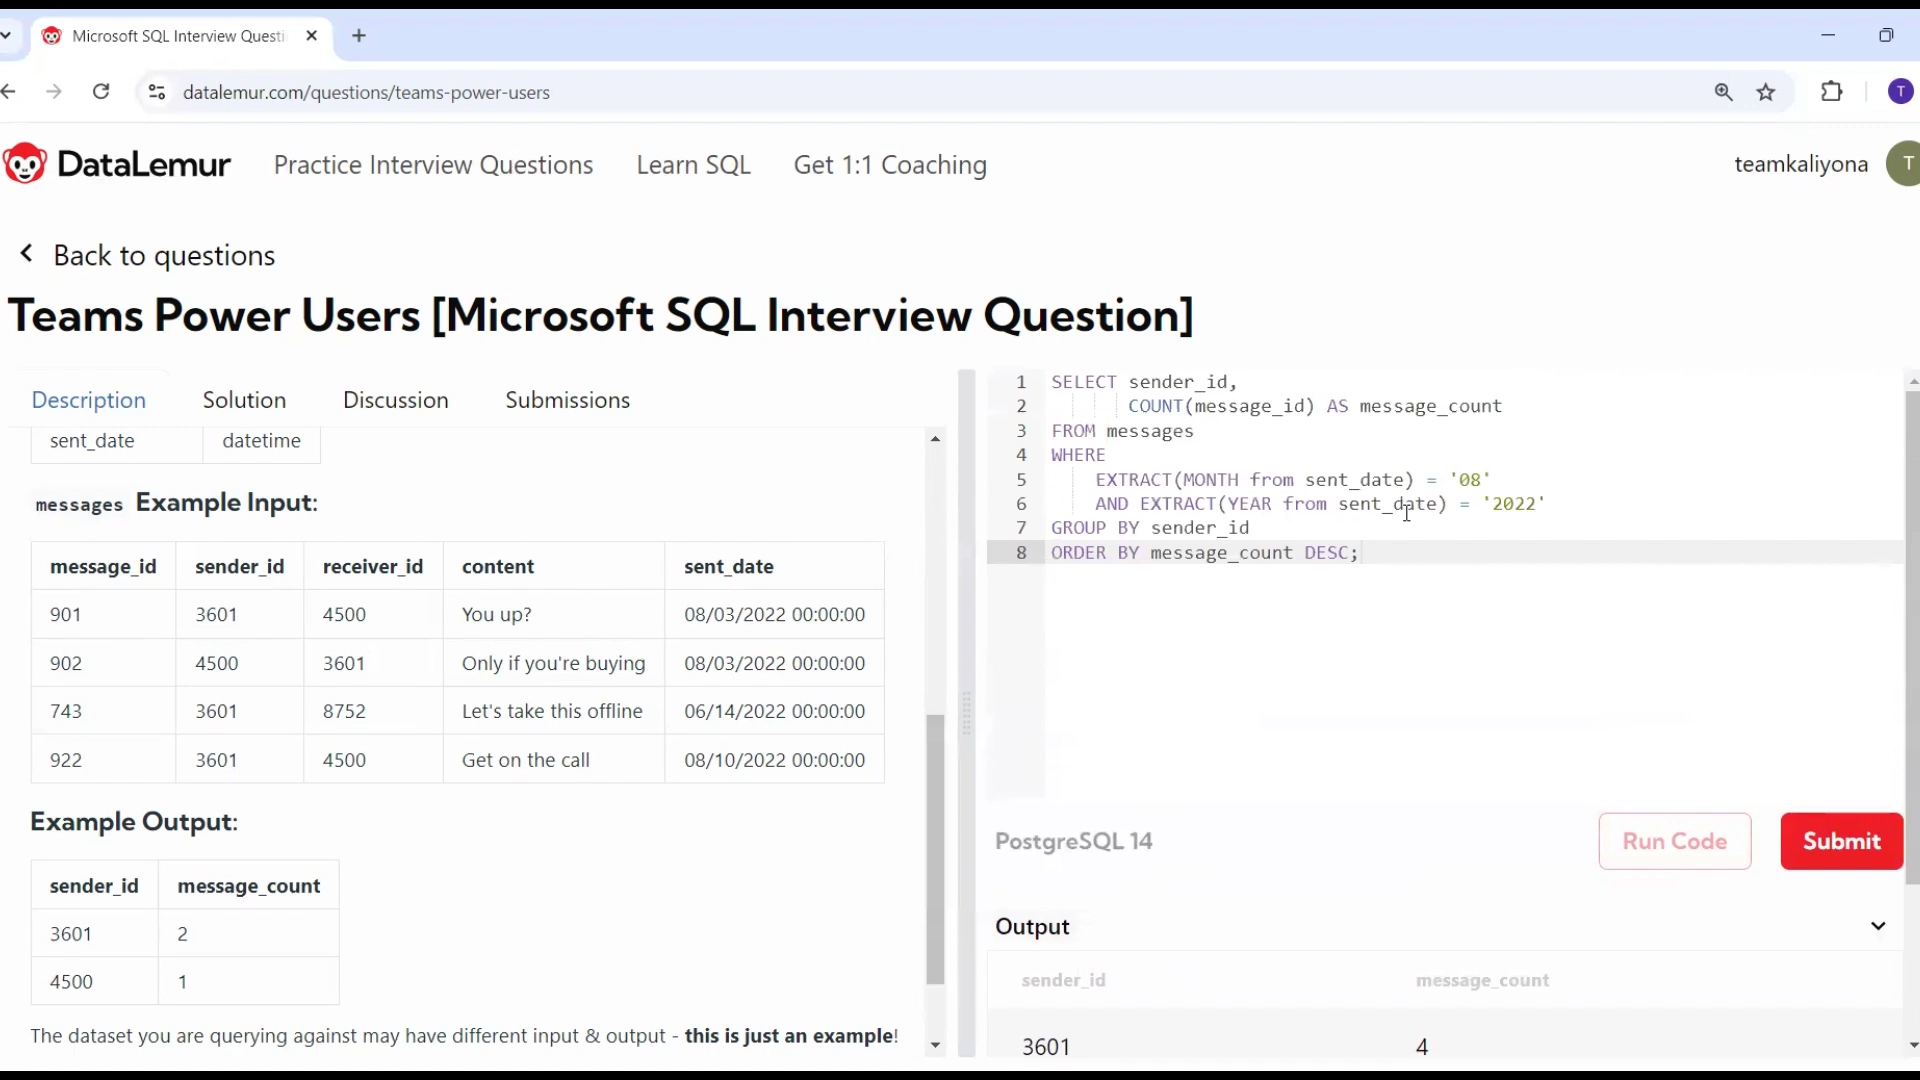 Microsoft SQL Interview Questi
datalemur.com/questions/teams-power-users
T
DataLemur
Practice Interview Questions
Learn SQL
Get 1:1 Coaching
teamkaliyona
T
Back to questions
Teams Power Users [Microsoft SQL Interview Question]
Description
Solution
Discussion
Submissions
sent_date datetime
messages Example Input:
message_id sender_id receiver_id content sent_date
901 3601 4500 You up? 08/03/2022 00:00:00
902 4500 3601 Only if you're buying 08/03/2022 00:00:00
743 3601 8752 Let's take this offline 06/14/2022 00:00:00
922 3601 4500 Get on the call 08/10/2022 00:00:00
Example Output:
sender_id message_count
3601 2
4500 1
The dataset you are querying against may have different input & output - this is just an example!
1 SELECT sender_id,
2 COUNT(message_id) AS message_count
3 FROM messages
4 WHERE
5 EXTRACT(MONTH from sent_date) = '08'
6 AND EXTRACT(YEAR from sent_date) = '2022'
7 GROUP BY sender_id
8 ORDER BY message_count DESC;
PostgreSQL 14
Run Code
Submit
Output
sender_id message_count
3601 4